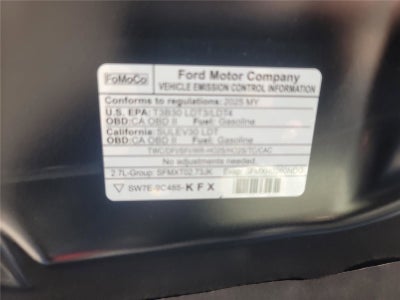 FoMoCo
Ford Motor Company
VEHICLE EMISSION CONTROL INFORMATION
Conforms to regulations: 2025 MY
U.S. EPA: T3B30 LDT3/LDT4
OBD:CA OBD II Fuel: Gasoline
California: SULEV30 LDT
OBD:CA OBD II Fuel: Gasoline
No adjustments needed.
2.7L-Group: SFMXT02.73JK Evap:
SW7E-9C485-KFX